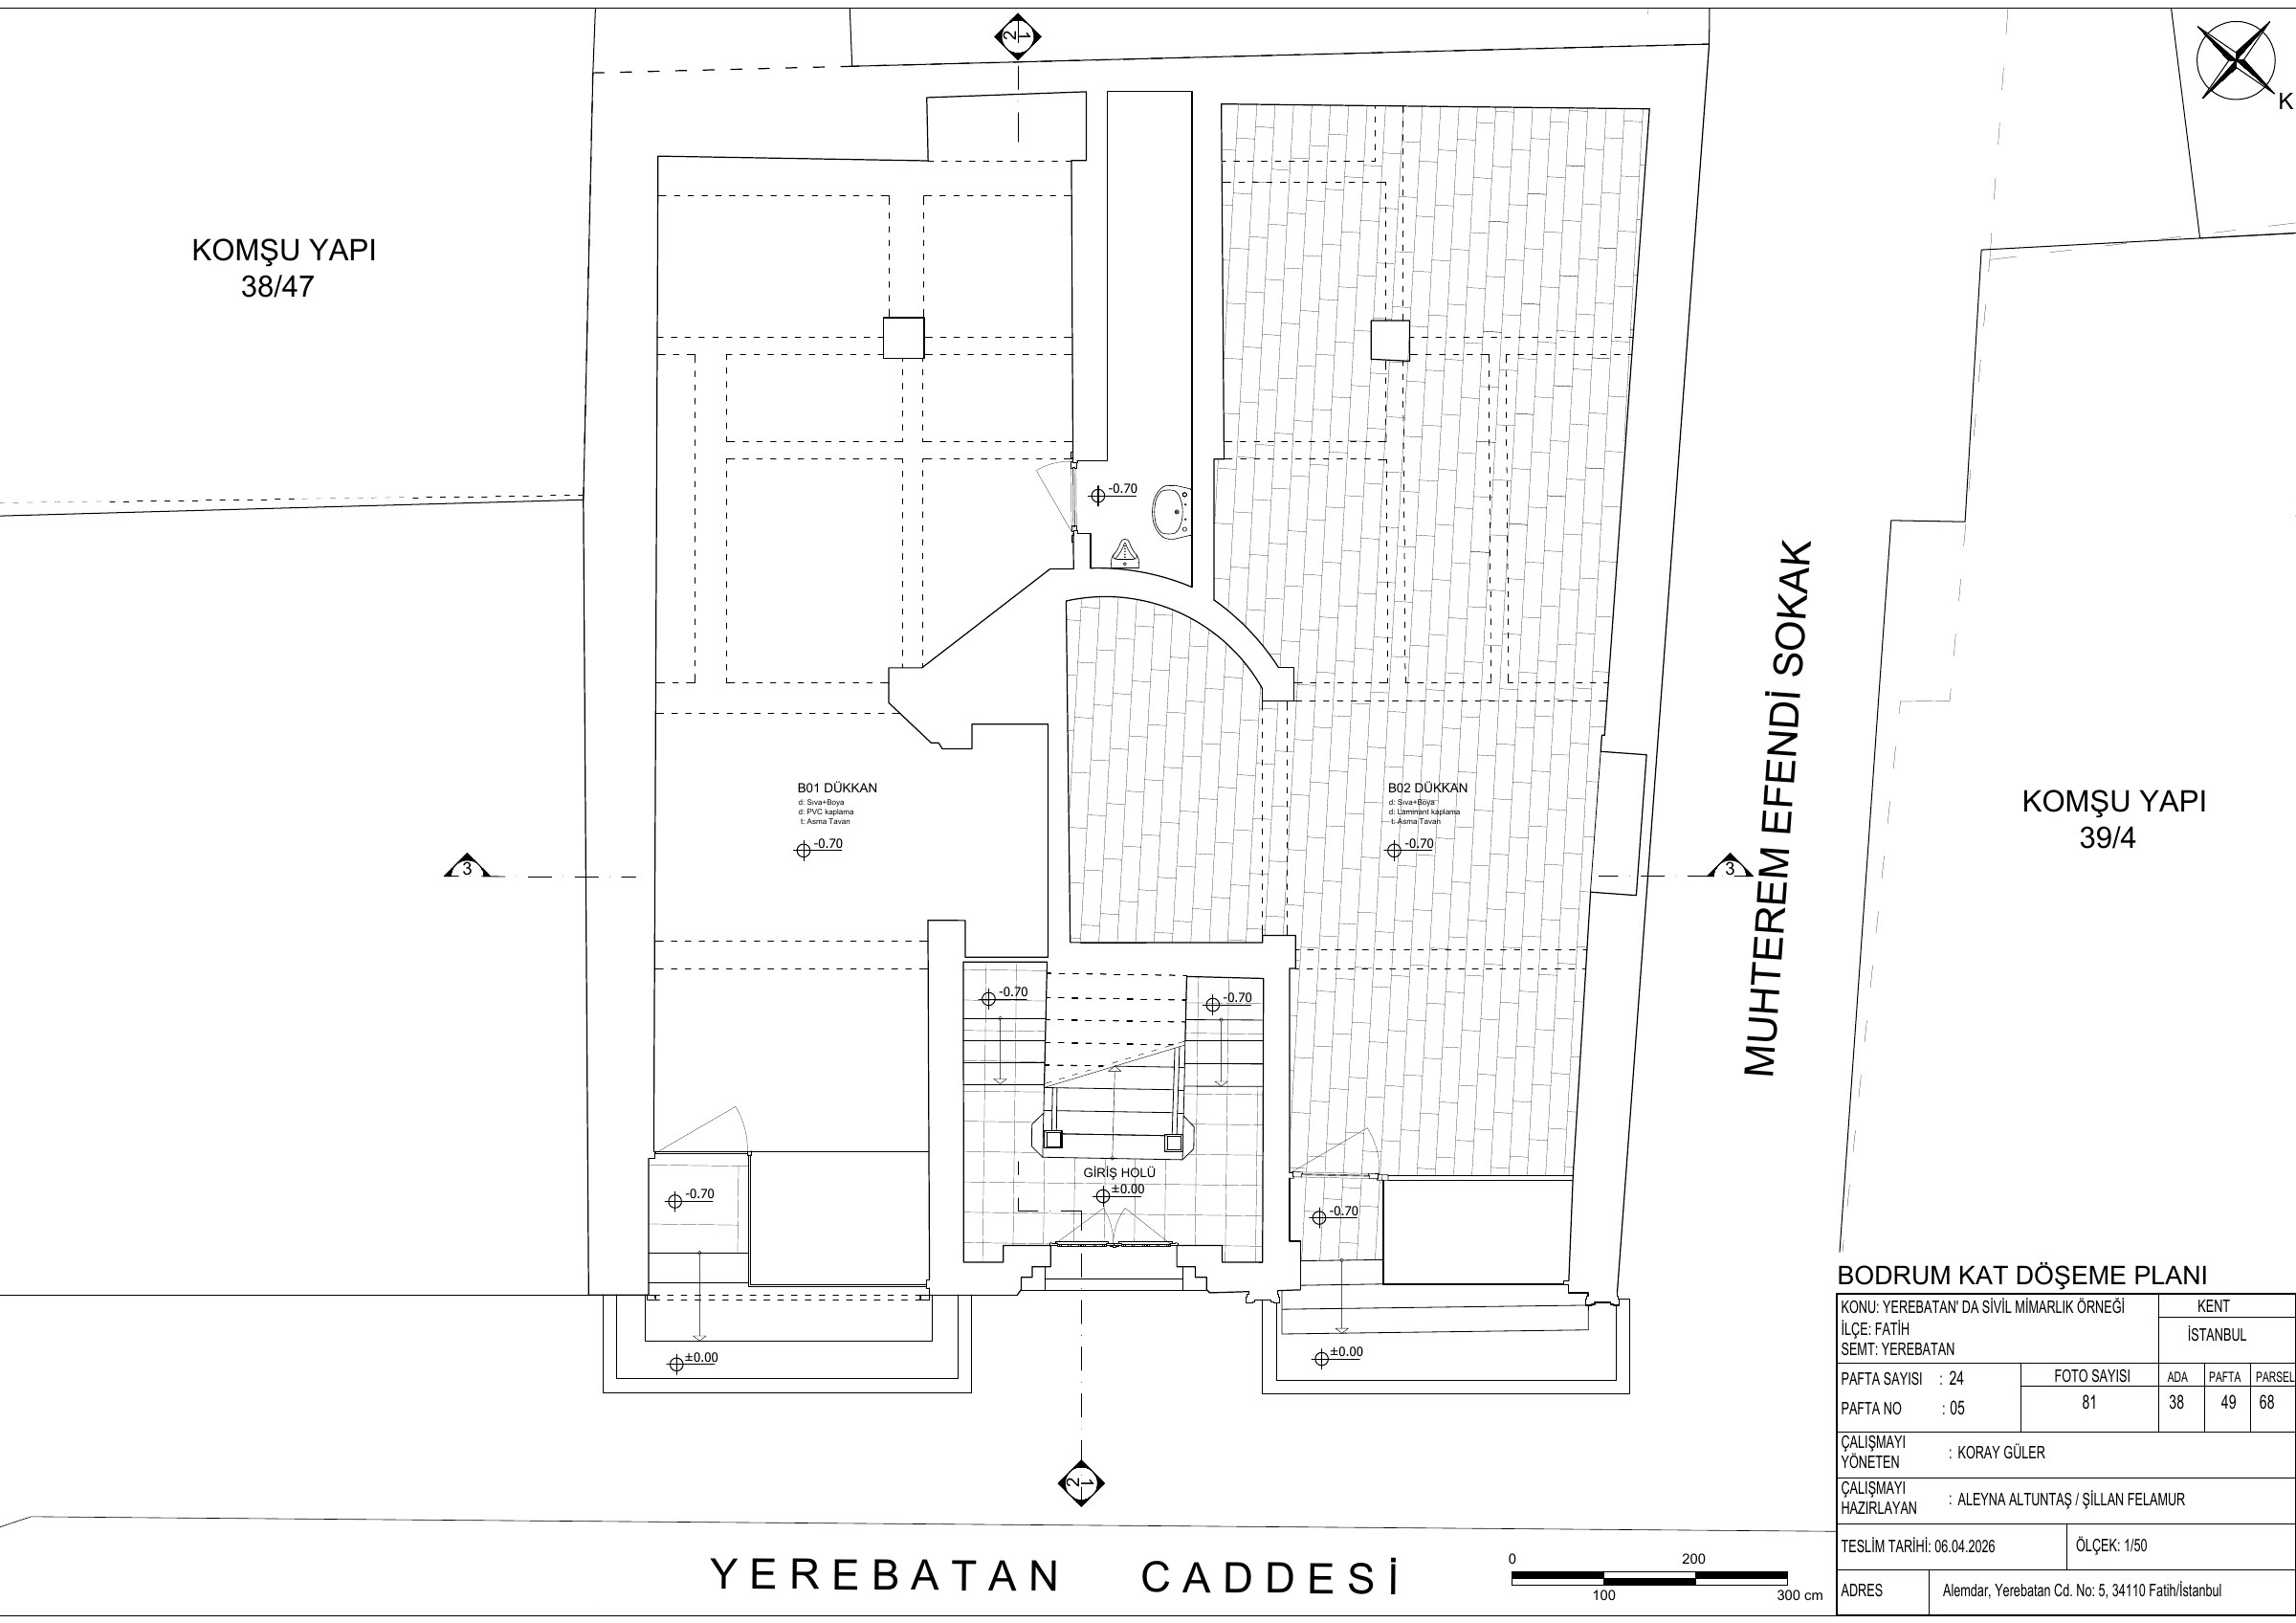 2
1
K
KOMŞU YAPI
38/47
-0.70
MUHTEREM EFENDİ SOKAK
KOMŞU YAPI
39/4
B01 DÜKKAN
d: Sıva+Boya
d: PVC kaplama
t: Asma Tavan
-0.70
B02 DÜKKAN
d: Sıva+Boya
d: Laminant kaplama
t: Asma Tavan
-0.70
3
3
-0.70
-0.70
GİRİŞ HOLÜ
±0.00
-0.70
-0.70
±0.00
±0.00
2
1
YEREBATAN CADDESİ
0
200
100
300 cm
BODRUM KAT DÖŞEME PLANI
KONU: YEREBATAN' DA SİVİL MİMARLIK ÖRNEĞİ
İLÇE: FATİH
SEMT: YEREBATAN
KENT
İSTANBUL
PAFTA SAYISI : 24
PAFTA NO : 05
FOTO SAYISI
81
ADA
PAFTA
PARSEL
38
49
68
ÇALIŞMAYI
YÖNETEN
: KORAY GÜLER
ÇALIŞMAYI
HAZIRLAYAN
: ALEYNA ALTUNTAŞ / ŞİLLAN FELAMUR
TESLİM TARİHİ: 06.04.2026
ÖLÇEK: 1/50
ADRES
Alemdar, Yerebatan Cd. No: 5, 34110 Fatih/İstanbul